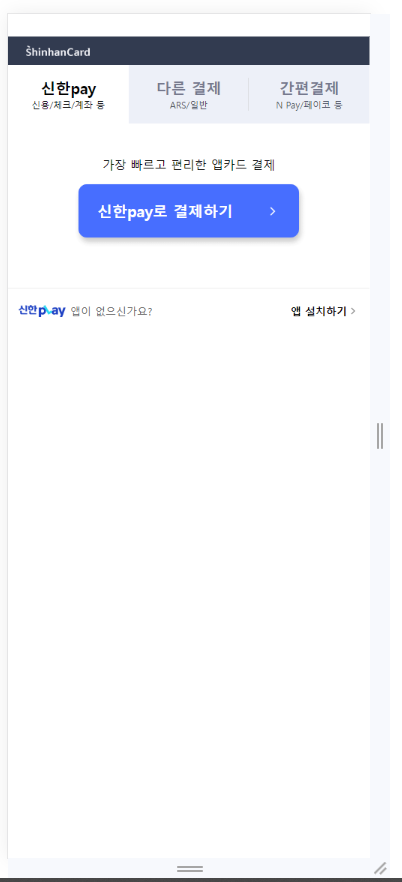 ShinhanCard
신한pay
신용/체크/계좌 등
다른 결제
ARS/일반
간편결제
N Pay/페이코 등
가장 빠르고 편리한 앱카드 결제
신한pay로 결제하기
신한pLay 앱이 없으신가요?
앱 설치하기